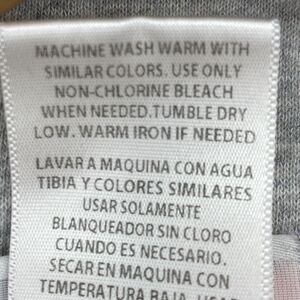 MACHINE WASH WARM WITH
SIMILAR COLORS. USE ONLY
NON-CHLORINE BLEACH
WHEN NEEDED.TUMBLE DRY
LOW. WARM IRON IF NEEDED
LAVAR A MAQUINA CON AGUA
TIBIA Y COLORES SIMILARES
USAR SOLAMENTE
BLANQUEADOR SIN CLORO
CUANDO ES NECESARIO.
SECAR EN MAQUINA CON
TEMPERATURA BAJA. USAR